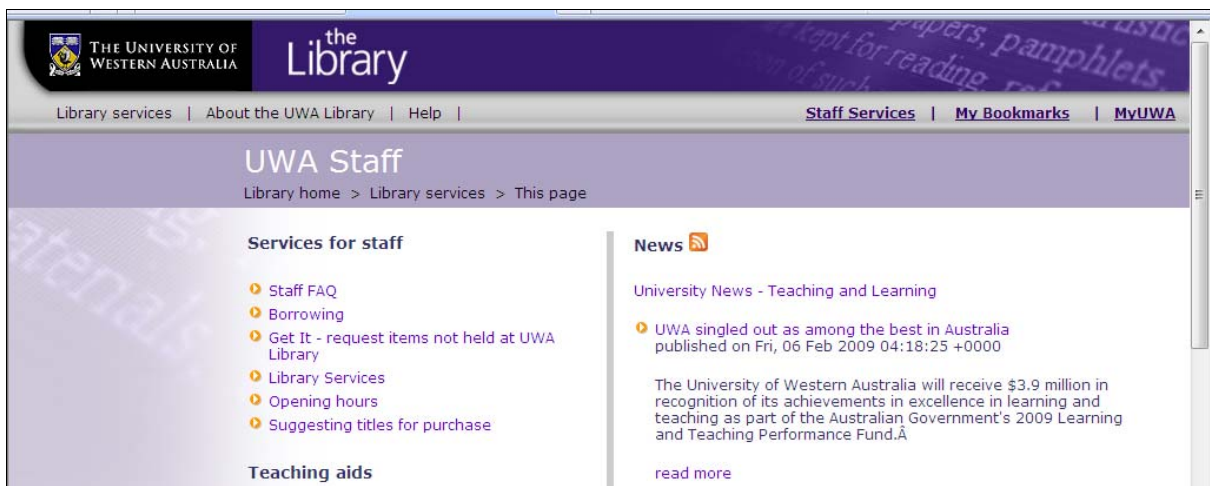 THE UNIVERSITY OF
WESTERN AUSTRALIA
the
Library
papers, pamphlets,
kept for reading
of such
Library services | About the UWA Library | Help |
Staff Services | My Bookmarks | MyUWA
UWA Staff
Library home > Library services > This page
Services for staff
Staff FAQ
Borrowing
Get It - request items not held at UWA
Library
Library Services
Opening hours
Suggesting titles for purchase
Teaching aids
News
University News - Teaching and Learning
UWA singled out as among the best in Australia
published on Fri, 06 Feb 2009 04:18:25 +0000
The University of Western Australia will receive $3.9 million in
recognition of its achievements in excellence in learning and
teaching as part of the Australian Government's 2009 Learning
and Teaching Performance Fund.Â
read more